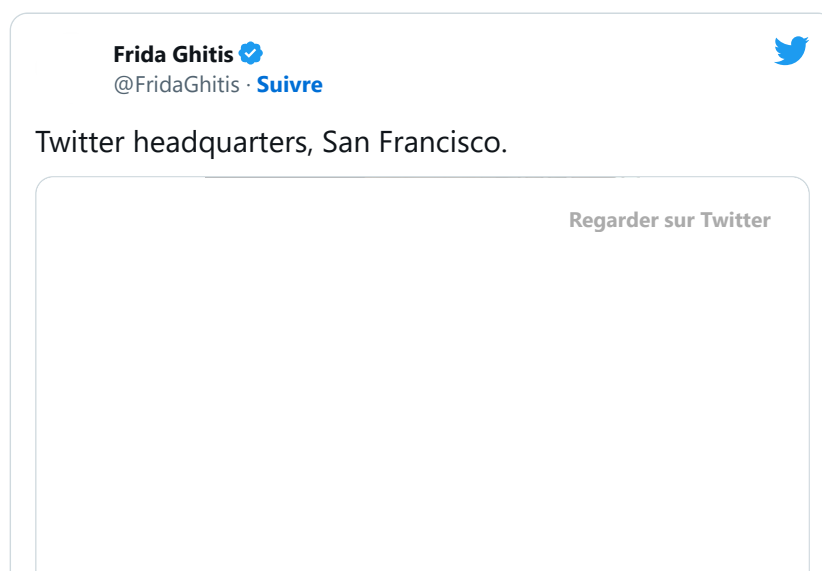 Frida Ghitis
@FridaGhitis · Suivre
Twitter headquarters, San Francisco.
Regarder sur Twitter